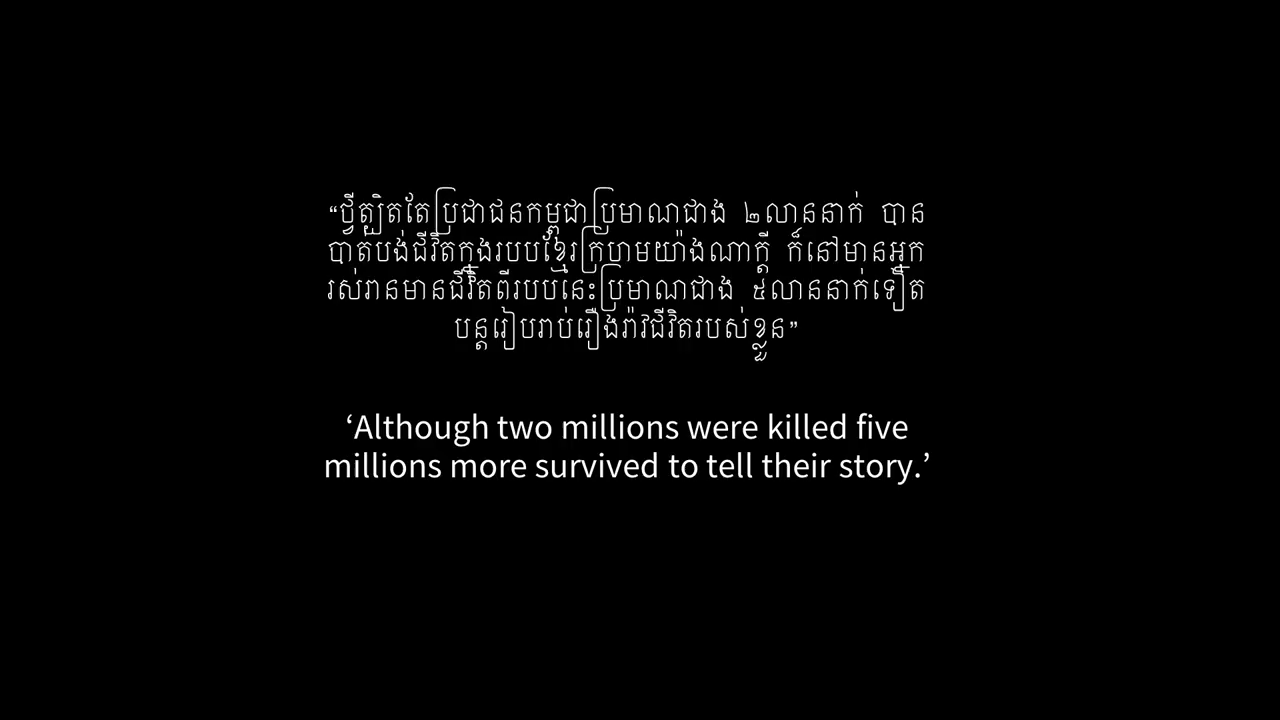 “ថ្វីត្បិតតែប្រជាជនកម្ពុជាប្រមាណជាង ២លាននាក់ បាន
បាត់បង់ជីវិតក្នុងរបបខ្មែរក្រហមយ៉ាងណាក្តី ក៏នៅមានអ្នក
រស់រានមានជីវិតពីរបបនេះប្រមាណជាង ៥លាននាក់ទៀត
បន្តរៀបរាប់រឿងរ៉ាវជីវិតរបស់ខ្លួន”
‘Although two millions were killed five
millions more survived to tell their story.’